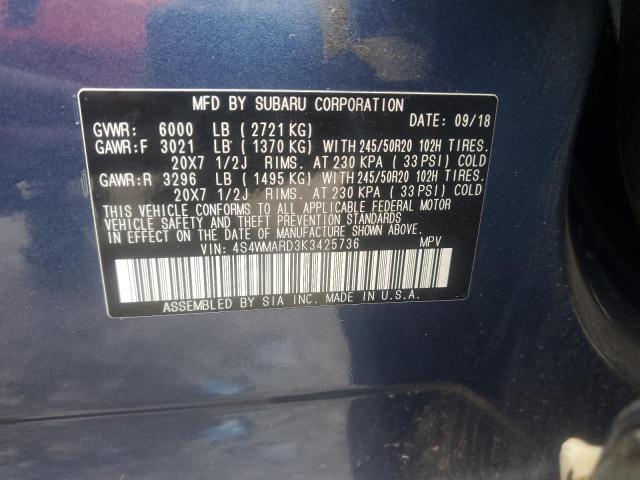 MFD BY SUBARU CORPORATION
DATE: 09/18
GVWR: 6000 LB (2721 KG)
GAWR:F 3021 LB (1370 KG) WITH 245/50R20 102H TIRES.
20X7 1/2J RIMS. AT 230 KPA (33 PSI) COLD
GAWR:R 3296 LB (1495 KG) WITH 245/50R20 102H TIRES.
20X7 1/2J RIMS. AT 230 KPA (33 PSI) COLD
THIS VEHICLE CONFORMS TO ALL APPLICABLE FEDERAL MOTOR
VEHICLE SAFETY AND THEFT PREVENTION STANDARDS
IN EFFECT ON THE DATE OF MANUFACTURE SHOWN ABOVE.
VIN: 4S4WMARD3K3425736 MPV
ASSEMBLED BY SIA INC. MADE IN U.S.A.